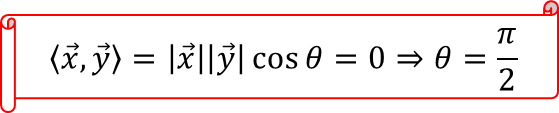 ⟨x⃗, y⃗⟩ = |x⃗||y⃗| cos θ = 0 ⇒ θ = π/2